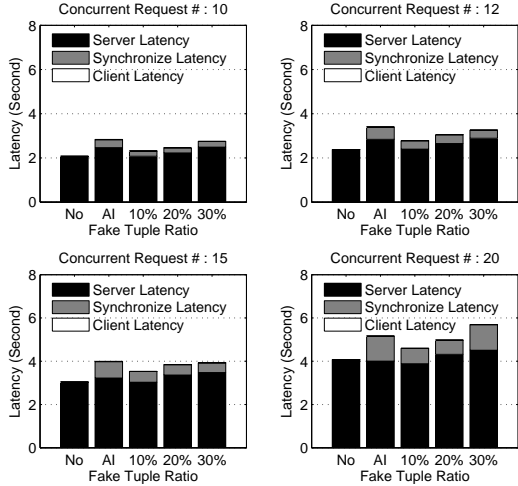 Concurrent Request # : 10
8
6
4
2
0
Latency (Second)
Server Latency
Synchronize Latency
Client Latency
No AI 10% 20% 30%
Fake Tuple Ratio
Concurrent Request # : 12
8
6
4
2
0
Latency (Second)
Server Latency
Synchronize Latency
Client Latency
No AI 10% 20% 30%
Fake Tuple Ratio
Concurrent Request # : 15
8
6
4
2
0
Latency (Second)
Server Latency
Synchronize Latency
Client Latency
No AI 10% 20% 30%
Fake Tuple Ratio
Concurrent Request # : 20
8
6
4
2
0
Latency (Second)
Server Latency
Synchronize Latency
Client Latency
No AI 10% 20% 30%
Fake Tuple Ratio